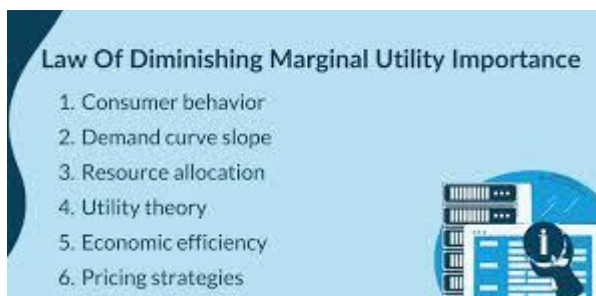 Law Of Diminishing Marginal Utility Importance
1. Consumer behavior
2. Demand curve slope
3. Resource allocation
4. Utility theory
5. Economic efficiency
6. Pricing strategies